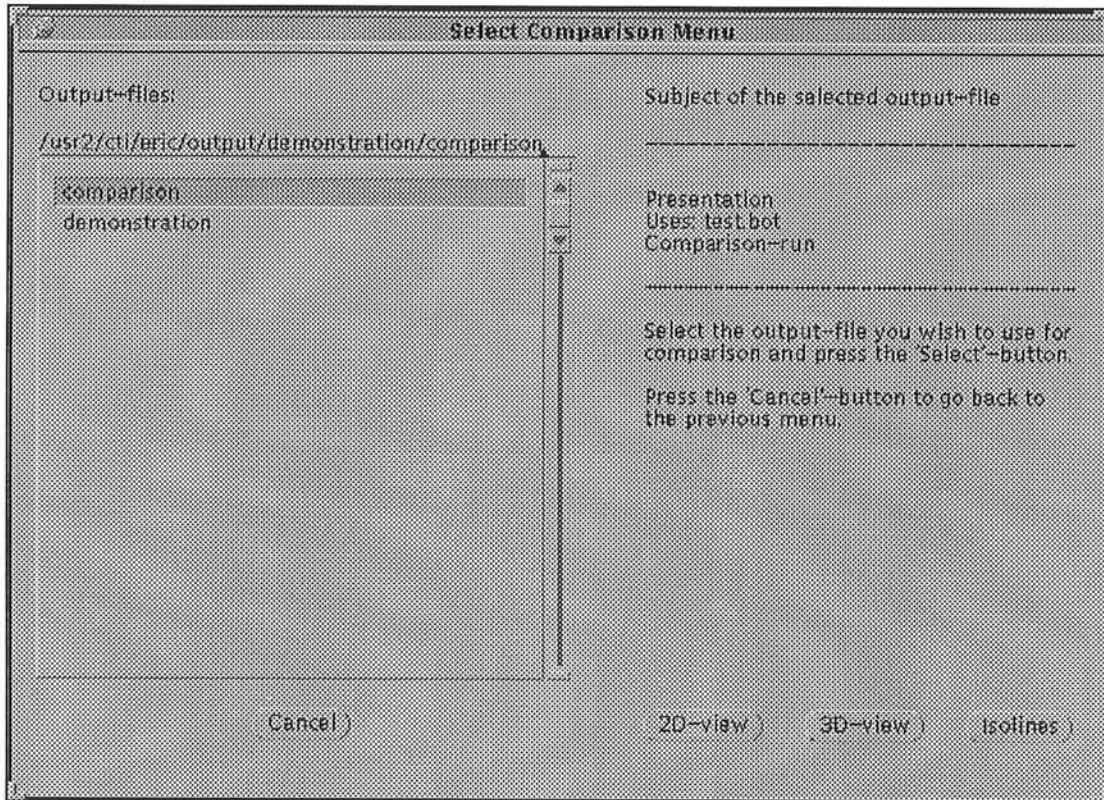 Select Comparison Menu
Output-files:
/usr2/cti/eric/output/demonstration/comparison
comparison
demonstration
Subject of the selected output-file
Presentation
Uses: test.bot
Comparison-run
Select the output-file you wish to use for
comparison and press the 'Select'-button.
Press the 'Cancel'-button to go back to
the previous menu.
Cancel
2D-view
3D-view
Isolines